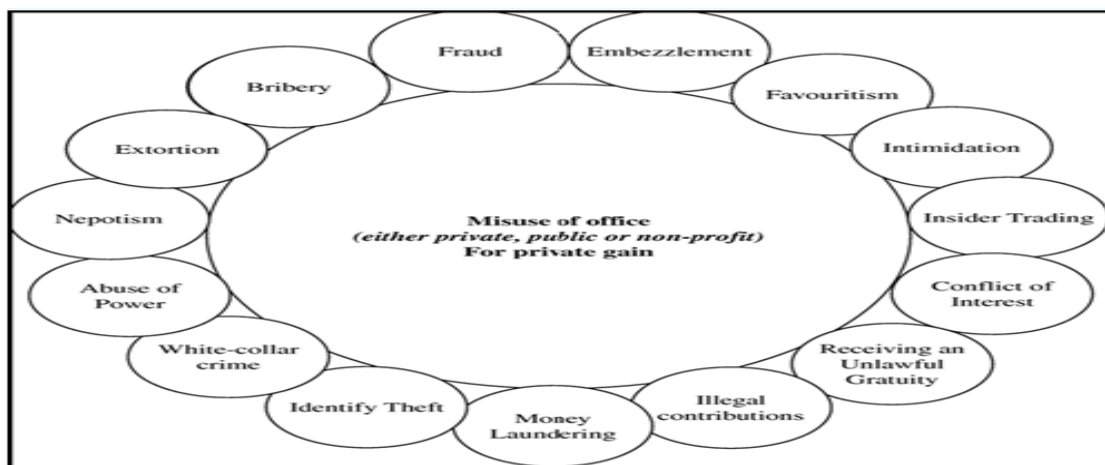 Fraud
Embezzlement
Bribery
Favouritism
Extortion
Intimidation
Nepotism
Misuse of office
(either private, public or non-profit)
For private gain
Insider Trading
Abuse of
Power
Conflict of
Interest
White-collar
crime
Receiving an
Unlawful
Gratuity
Identify Theft
Money
Laundering
Illegal
contributions